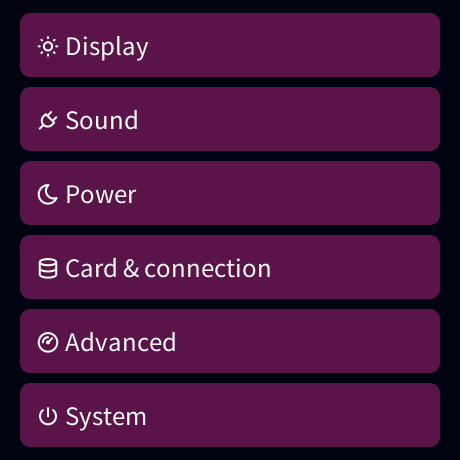 Display
Sound
Power
Card & connection
Advanced
System